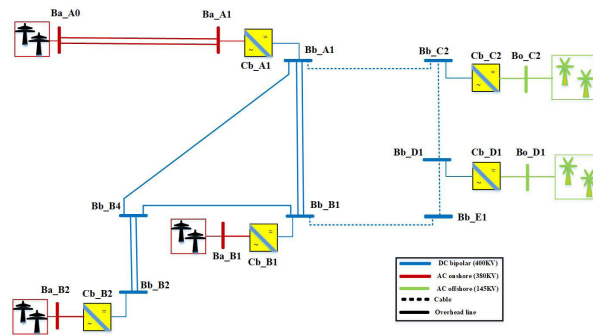 Ba_A0
Ba_A1
Cb_A1
Bb_A1
Bb_C2
Cb_C2
Bo_C2
Bb_D1
Cb_D1
Bo_D1
Bb_B4
Bb_B1
Bb_E1
Ba_B1
Cb_B1
Bb_B2
Ba_B2
Cb_B2
DC bipolar (400KV)
AC onshore (380KV)
AC offshore (145KV)
Cable
Overhead line